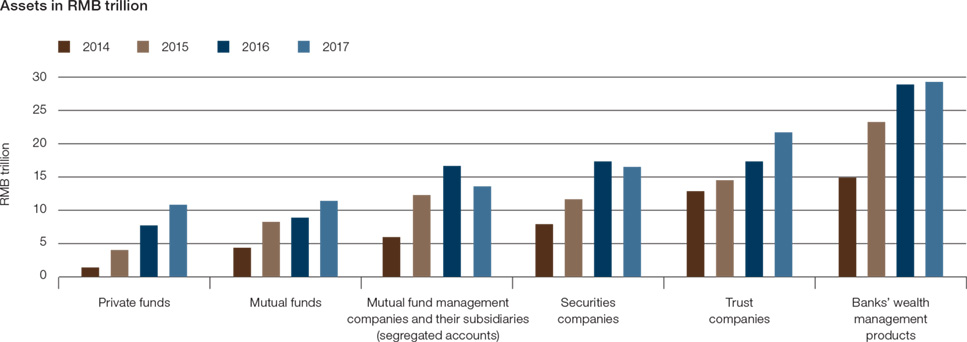 Assets in RMB trillion
2014 2015 2016 2017
RMB trillion
30
25
20
15
10
5
0
Private funds
Mutual funds
Mutual fund management
companies and their subsidiaries
(segregated accounts)
Securities
companies
Trust
companies
Banks’ wealth
management
products